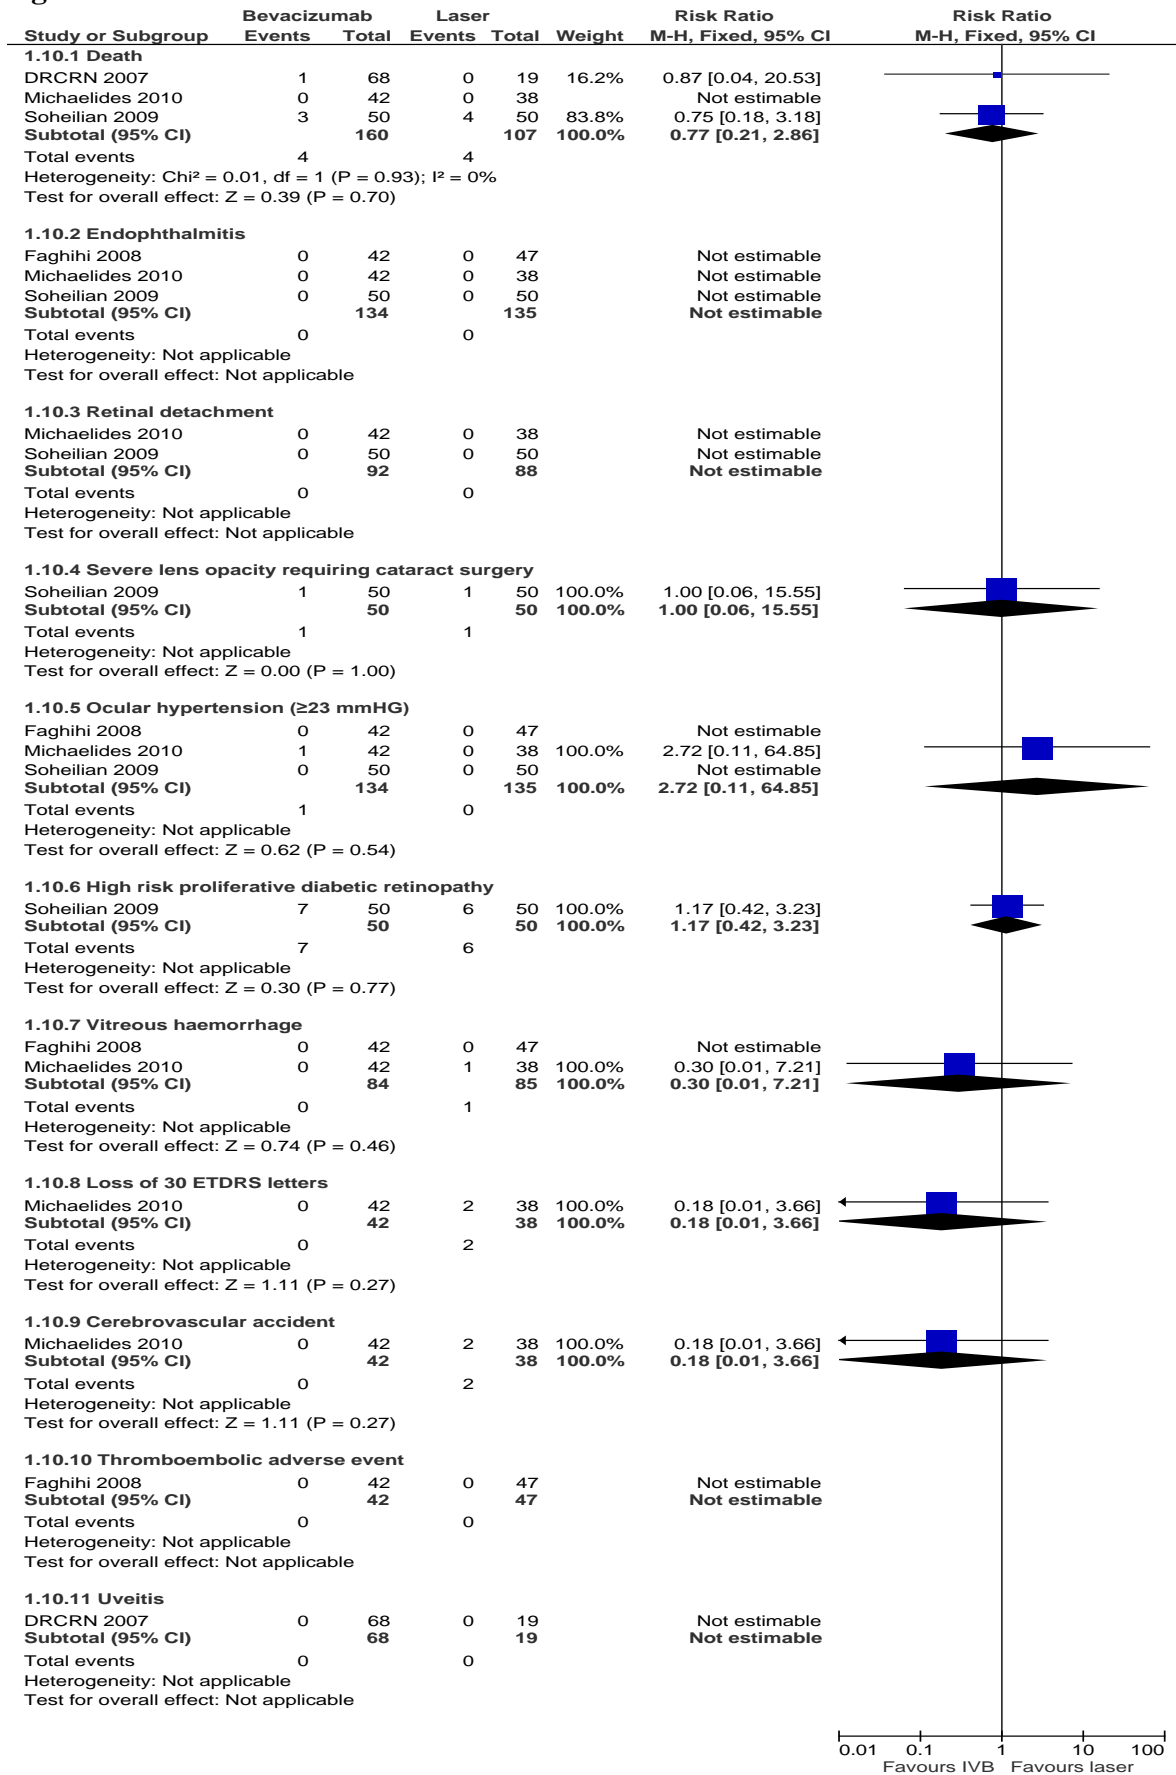 Bevacizumab Laser Risk Ratio Risk Ratio
Study or Subgroup Events Total Events Total Weight M-H, Fixed, 95% CI M-H, Fixed, 95% CI
1.10.1 Death
DRCRN 2007 1 68 0 19 16.2% 0.87 [0.04, 20.53]
Michaelides 2010 0 42 0 38 Not estimable
Soheilian 2009 3 50 4 50 83.8% 0.75 [0.18, 3.18]
Subtotal (95% CI) 160 107 100.0% 0.77 [0.21, 2.86]
Total events 4 4
Heterogeneity: Chi² = 0.01, df = 1 (P = 0.93); I² = 0%
Test for overall effect: Z = 0.39 (P = 0.70)
1.10.2 Endophthalmitis
Faghihi 2008 0 42 0 47 Not estimable
Michaelides 2010 0 42 0 38 Not estimable
Soheilian 2009 0 50 0 50 Not estimable
Subtotal (95% CI) 134 135 Not estimable
Total events 0 0
Heterogeneity: Not applicable
Test for overall effect: Not applicable
1.10.3 Retinal detachment
Michaelides 2010 0 42 0 38 Not estimable
Soheilian 2009 0 50 0 50 Not estimable
Subtotal (95% CI) 92 88 Not estimable
Total events 0 0
Heterogeneity: Not applicable
Test for overall effect: Not applicable
1.10.4 Severe lens opacity requiring cataract surgery
Soheilian 2009 1 50 1 50 100.0% 1.00 [0.06, 15.55]
Subtotal (95% CI) 50 50 100.0% 1.00 [0.06, 15.55]
Total events 1 1
Heterogeneity: Not applicable
Test for overall effect: Z = 0.00 (P = 1.00)
1.10.5 Ocular hypertension (≥23 mmHG)
Faghihi 2008 0 42 0 47 Not estimable
Michaelides 2010 1 42 0 38 100.0% 2.72 [0.11, 64.85]
Soheilian 2009 0 50 0 50 Not estimable
Subtotal (95% CI) 134 135 100.0% 2.72 [0.11, 64.85]
Total events 1 0
Heterogeneity: Not applicable
Test for overall effect: Z = 0.62 (P = 0.54)
1.10.6 High risk proliferative diabetic retinopathy
Soheilian 2009 7 50 6 50 100.0% 1.17 [0.42, 3.23]
Subtotal (95% CI) 50 50 100.0% 1.17 [0.42, 3.23]
Total events 7 6
Heterogeneity: Not applicable
Test for overall effect: Z = 0.30 (P = 0.77)
1.10.7 Vitreous haemorrhage
Faghihi 2008 0 42 0 47 Not estimable
Michaelides 2010 0 42 1 38 100.0% 0.30 [0.01, 7.21]
Subtotal (95% CI) 84 85 100.0% 0.30 [0.01, 7.21]
Total events 0 1
Heterogeneity: Not applicable
Test for overall effect: Z = 0.74 (P = 0.46)
1.10.8 Loss of 30 ETDRS letters
Michaelides 2010 0 42 2 38 100.0% 0.18 [0.01, 3.66]
Subtotal (95% CI) 42 38 100.0% 0.18 [0.01, 3.66]
Total events 0 2
Heterogeneity: Not applicable
Test for overall effect: Z = 1.11 (P = 0.27)
1.10.9 Cerebrovascular accident
Michaelides 2010 0 42 2 38 100.0% 0.18 [0.01, 3.66]
Subtotal (95% CI) 42 38 100.0% 0.18 [0.01, 3.66]
Total events 0 2
Heterogeneity: Not applicable
Test for overall effect: Z = 1.11 (P = 0.27)
1.10.10 Thromboembolic adverse event
Faghihi 2008 0 42 0 47 Not estimable
Subtotal (95% CI) 42 47 Not estimable
Total events 0 0
Heterogeneity: Not applicable
Test for overall effect: Not applicable
1.10.11 Uveitis
DRCRN 2007 0 68 0 19 Not estimable
Subtotal (95% CI) 68 19 Not estimable
Total events 0 0
Heterogeneity: Not applicable
Test for overall effect: Not applicable
0.01 0.1 1 10 100
Favours IVB Favours laser